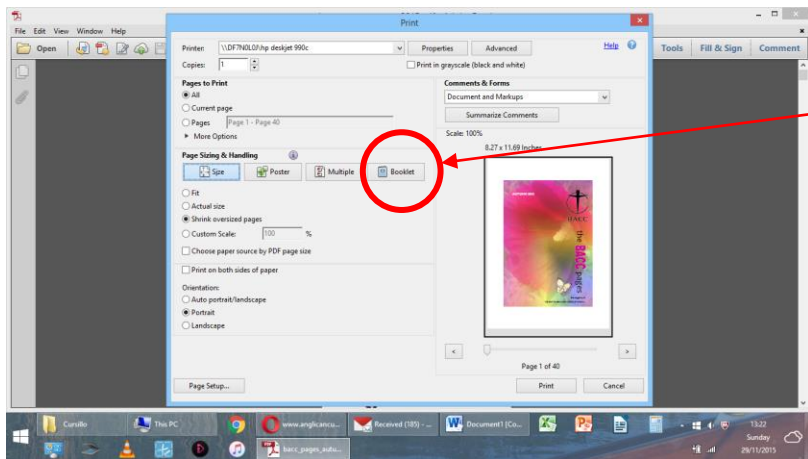 Print
File Edit View Window Help
Open
Tools Fill & Sign Comment
Printer: \\DF7N0L0J\hp deskjet 990c Properties Advanced Help
Copies: 1 Print in grayscale (black and white)
Pages to Print
All
Current page
Pages Page 1 - Page 40
More Options
Comments & Forms
Document and Markups
Summarize Comments
Scale: 100%
8.27 x 11.69 Inches
Page Sizing & Handling
Size Poster Multiple Booklet
Fit
Actual size
Shrink oversized pages
Custom Scale: 100 %
Choose paper source by PDF page size
Print on both sides of paper
Orientation:
Auto portrait/landscape
Portrait
Landscape
BACC
the BACC pages
< >
Page 1 of 40
Page Setup... Print Cancel
Cursillo This PC www.anglicancu... Received (185) - ... Document1 [Co...
bacc_pages_autu...
13:22
Sunday
29/11/2015